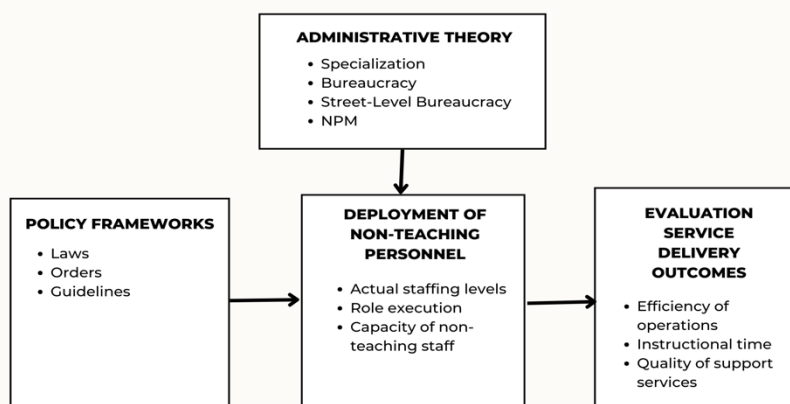 ADMINISTRATIVE THEORY
• Specialization
• Bureaucracy
• Street-Level Bureaucracy
• NPM
POLICY FRAMEWORKS
• Laws
• Orders
• Guidelines
DEPLOYMENT OF
NON-TEACHING
PERSONNEL
• Actual staffing levels
• Role execution
• Capacity of non-
teaching staff
EVALUATION
SERVICE
DELIVERY
OUTCOMES
• Efficiency of
operations
• Instructional time
• Quality of support
services